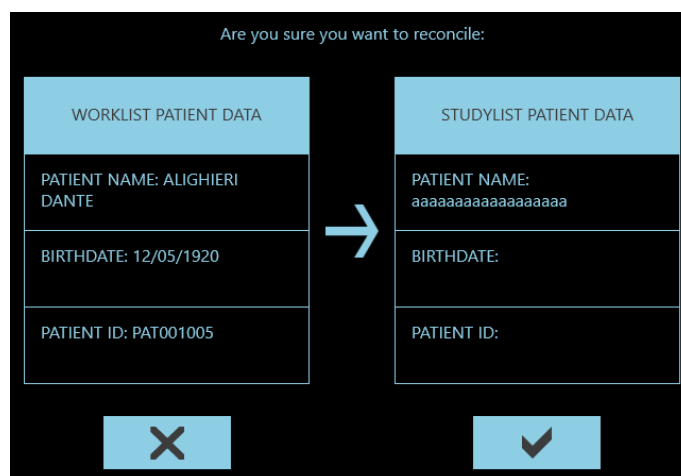 Are you sure you want to reconcile:
WORKLIST PATIENT DATA
PATIENT NAME: ALIGHIERI
DANTE
BIRTHDATE: 12/05/1920
PATIENT ID: PAT001005
STUDYLIST PATIENT DATA
PATIENT NAME:
aaaaaaaaaaaaaaaaaa
BIRTHDATE:
PATIENT ID: